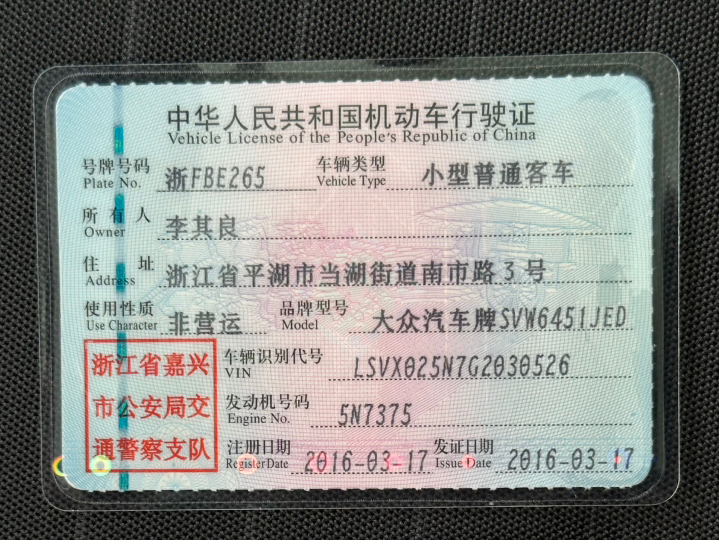 中华人民共和国机动车行驶证
Vehicle License of the People's Republic of China
号牌号码 浙FBE265 车辆类型 小型普通客车
Plate No. Vehicle Type
所有人 李其良
Owner
住址 浙江省平湖市当湖街道南市路3号
Address
使用性质 非营运 品牌型号 大众汽车牌SVW6451JED
Use Character Model
浙江省嘉兴
市公安局交
通警察支队
车辆识别代号 LSVX025N7G2030526
VIN
发动机号码 5N7375
Engine No.
注册日期 2016-03-17 发证日期 2016-03-17
Register Date Issue Date